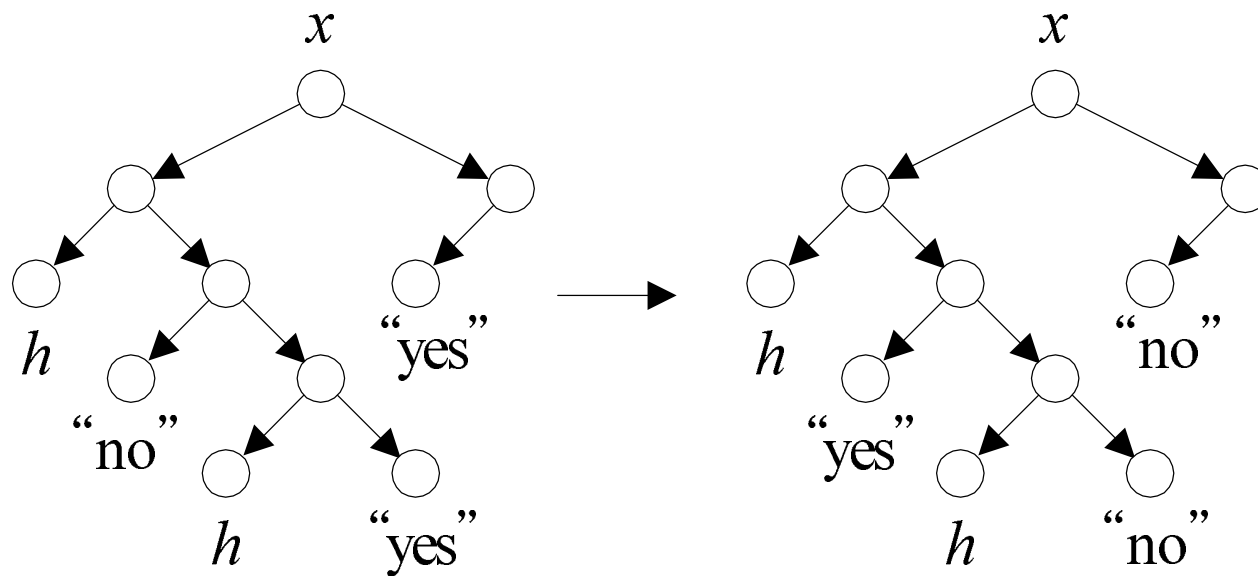 x
x
h
“yes”
h
“no”
“no”
“yes”
h
“yes”
h
“no”